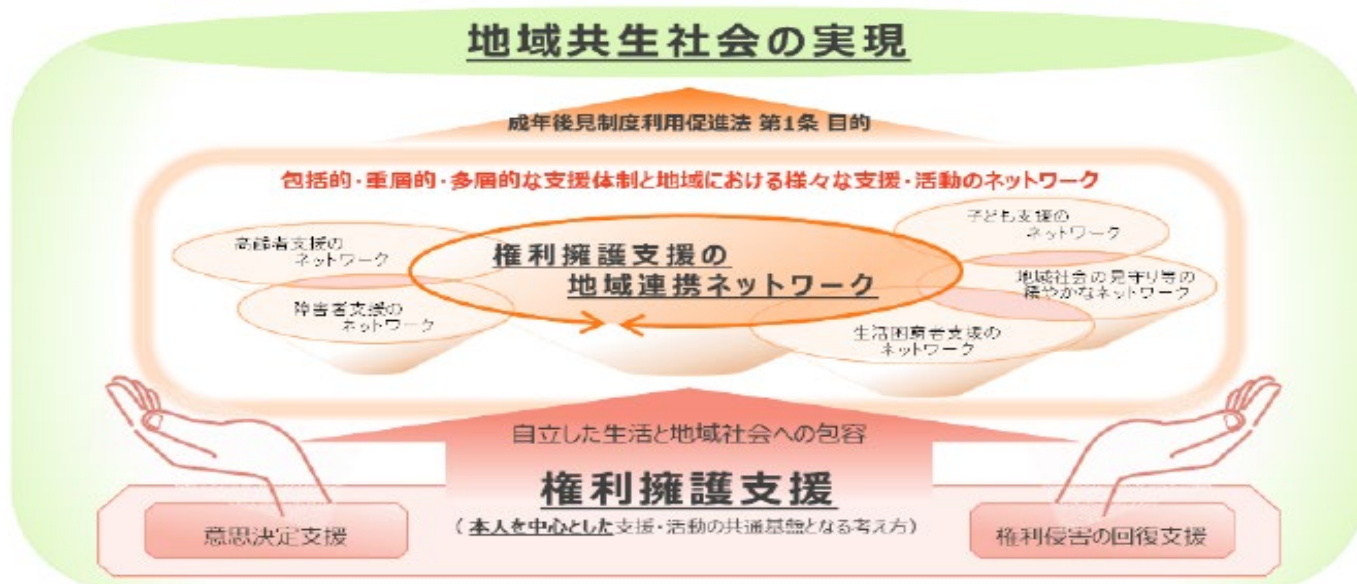 地域共生社会の実現
成年後見制度利用促進法 第1条 目的
包括的・重層的・多層的な支援体制と地域における様々な支援・活動のネットワーク
高齢者支援の
ネットワーク
障害者支援の
ネットワーク
権利擁護支援の
地域連携ネットワーク
子ども支援の
ネットワーク
地域社会の見守り等の
緩やかなネットワーク
生活困窮者支援の
ネットワーク
自立した生活と地域社会への包容
権利擁護支援
（本人を中心とした支援・活動の共通基盤となる考え方）
意思決定支援
権利侵害の回復支援